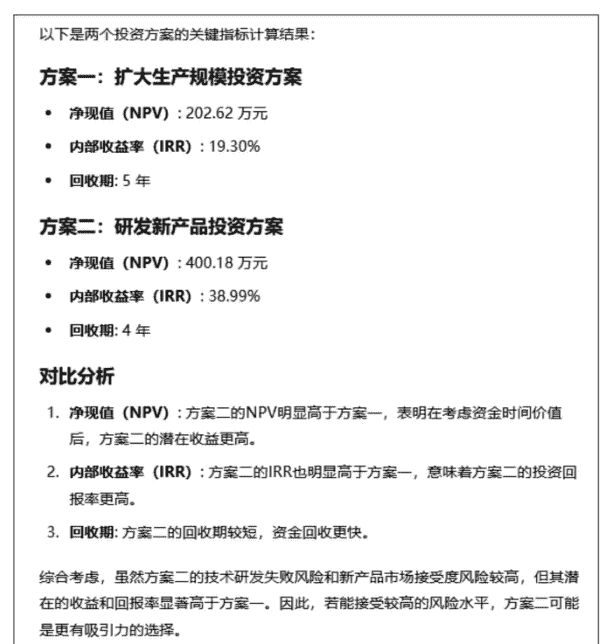 以下是两个投资方案的关键指标计算结果：
方案一：扩大生产规模投资方案
• 净现值（NPV）: 202.62 万元
• 内部收益率（IRR）: 19.30%
• 回收期: 5 年
方案二：研发新产品投资方案
• 净现值（NPV）: 400.18 万元
• 内部收益率（IRR）: 38.99%
• 回收期: 4 年
对比分析
1. 净现值（NPV）: 方案二的NPV明显高于方案一，表明在考虑资金时间价值
后，方案二的潜在收益更高。
2. 内部收益率（IRR）: 方案二的IRR也明显高于方案一，意味着方案二的投资回
报率更高。
3. 回收期: 方案二的回收期较短，资金回收更快。
综合考虑，虽然方案二的技术研发失败风险和新产品市场接受度风险较高，但其潜
在的收益和回报率显著高于方案一。因此，若能接受较高的风险水平，方案二可能
是更有吸引力的选择。